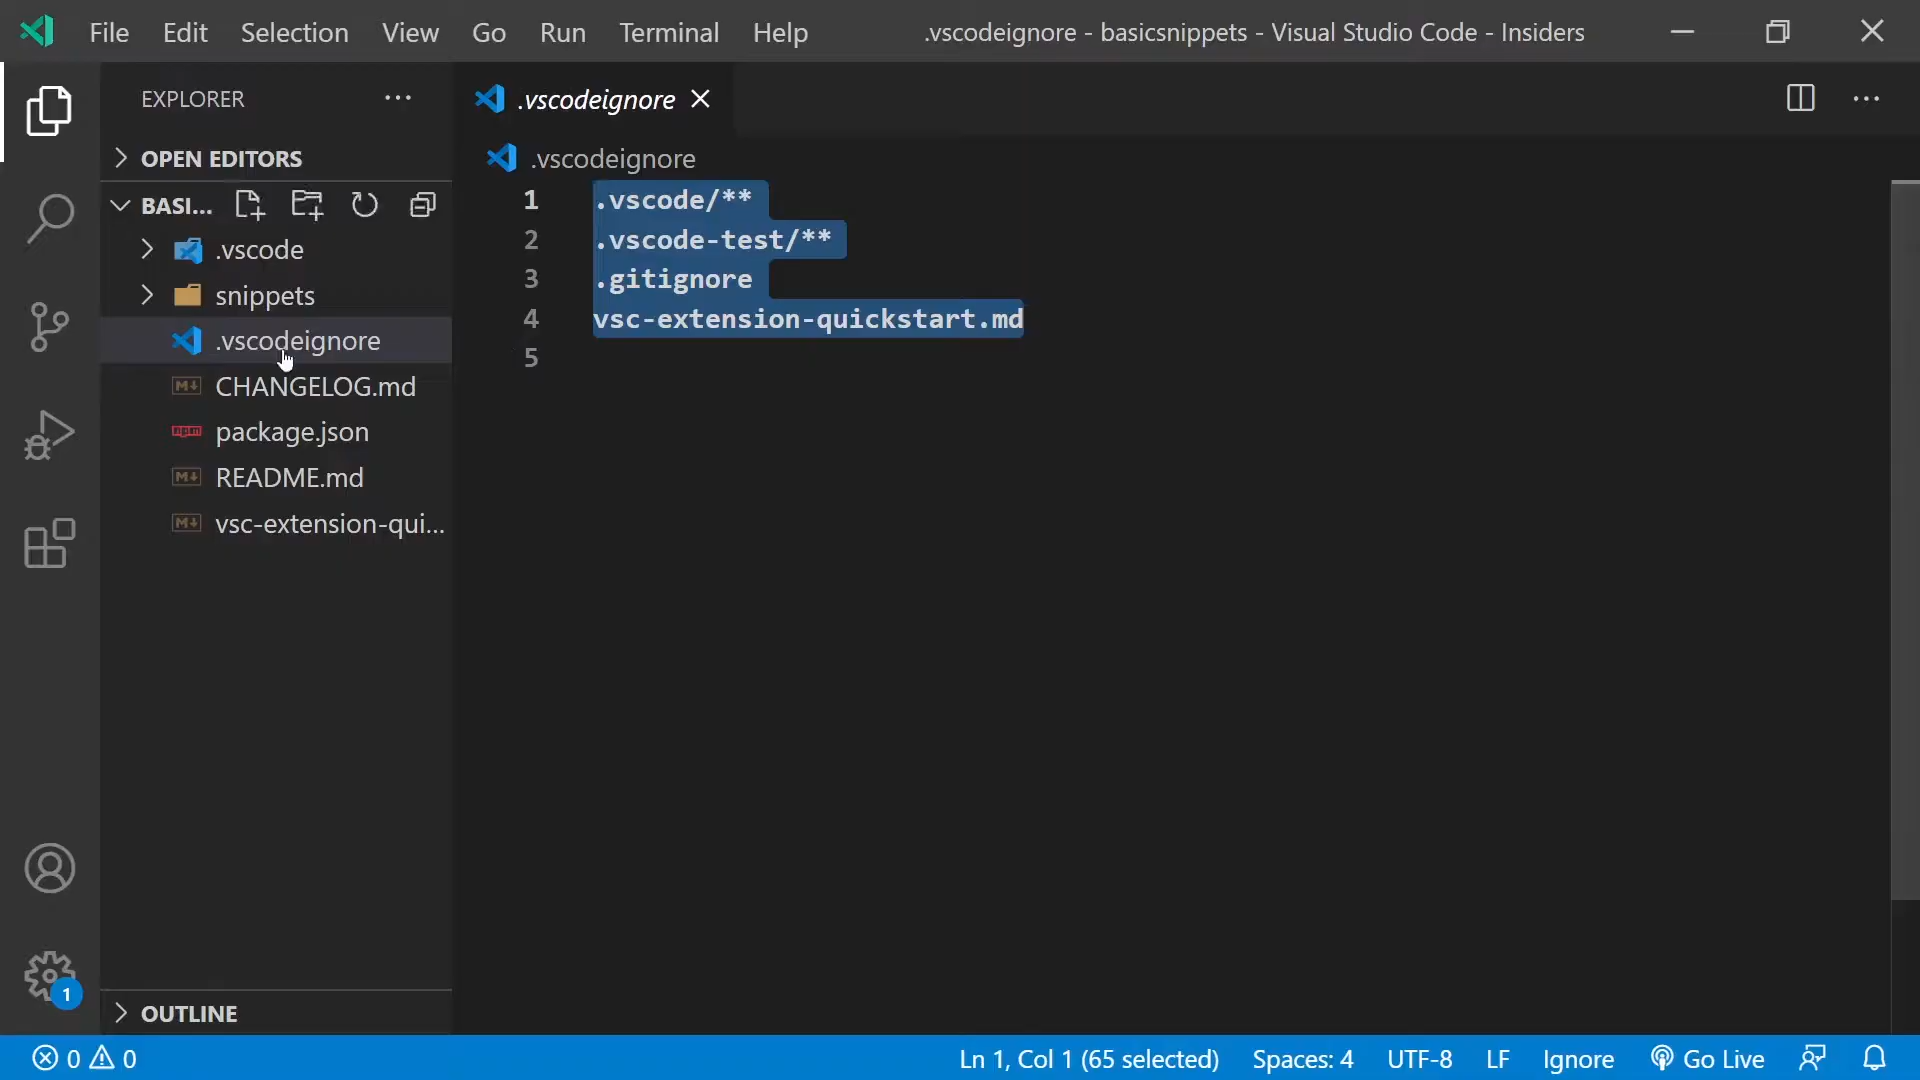 File Edit Selection View Go Run Terminal Help .vscodeignore - basicsnippets - Visual Studio Code - Insiders
EXPLORER
.vscodeignore
OPEN EDITORS
.vscodeignore
BASI...
.vscode
snippets
.vscodeignore
CHANGELOG.md
package.json
README.md
vsc-extension-qui...
1 .vscode/**
2 .vscode-test/**
3 .gitignore
4 vsc-extension-quickstart.md
5
1
OUTLINE
0 0 Ln 1, Col 1 (65 selected) Spaces: 4 UTF-8 LF Ignore Go Live